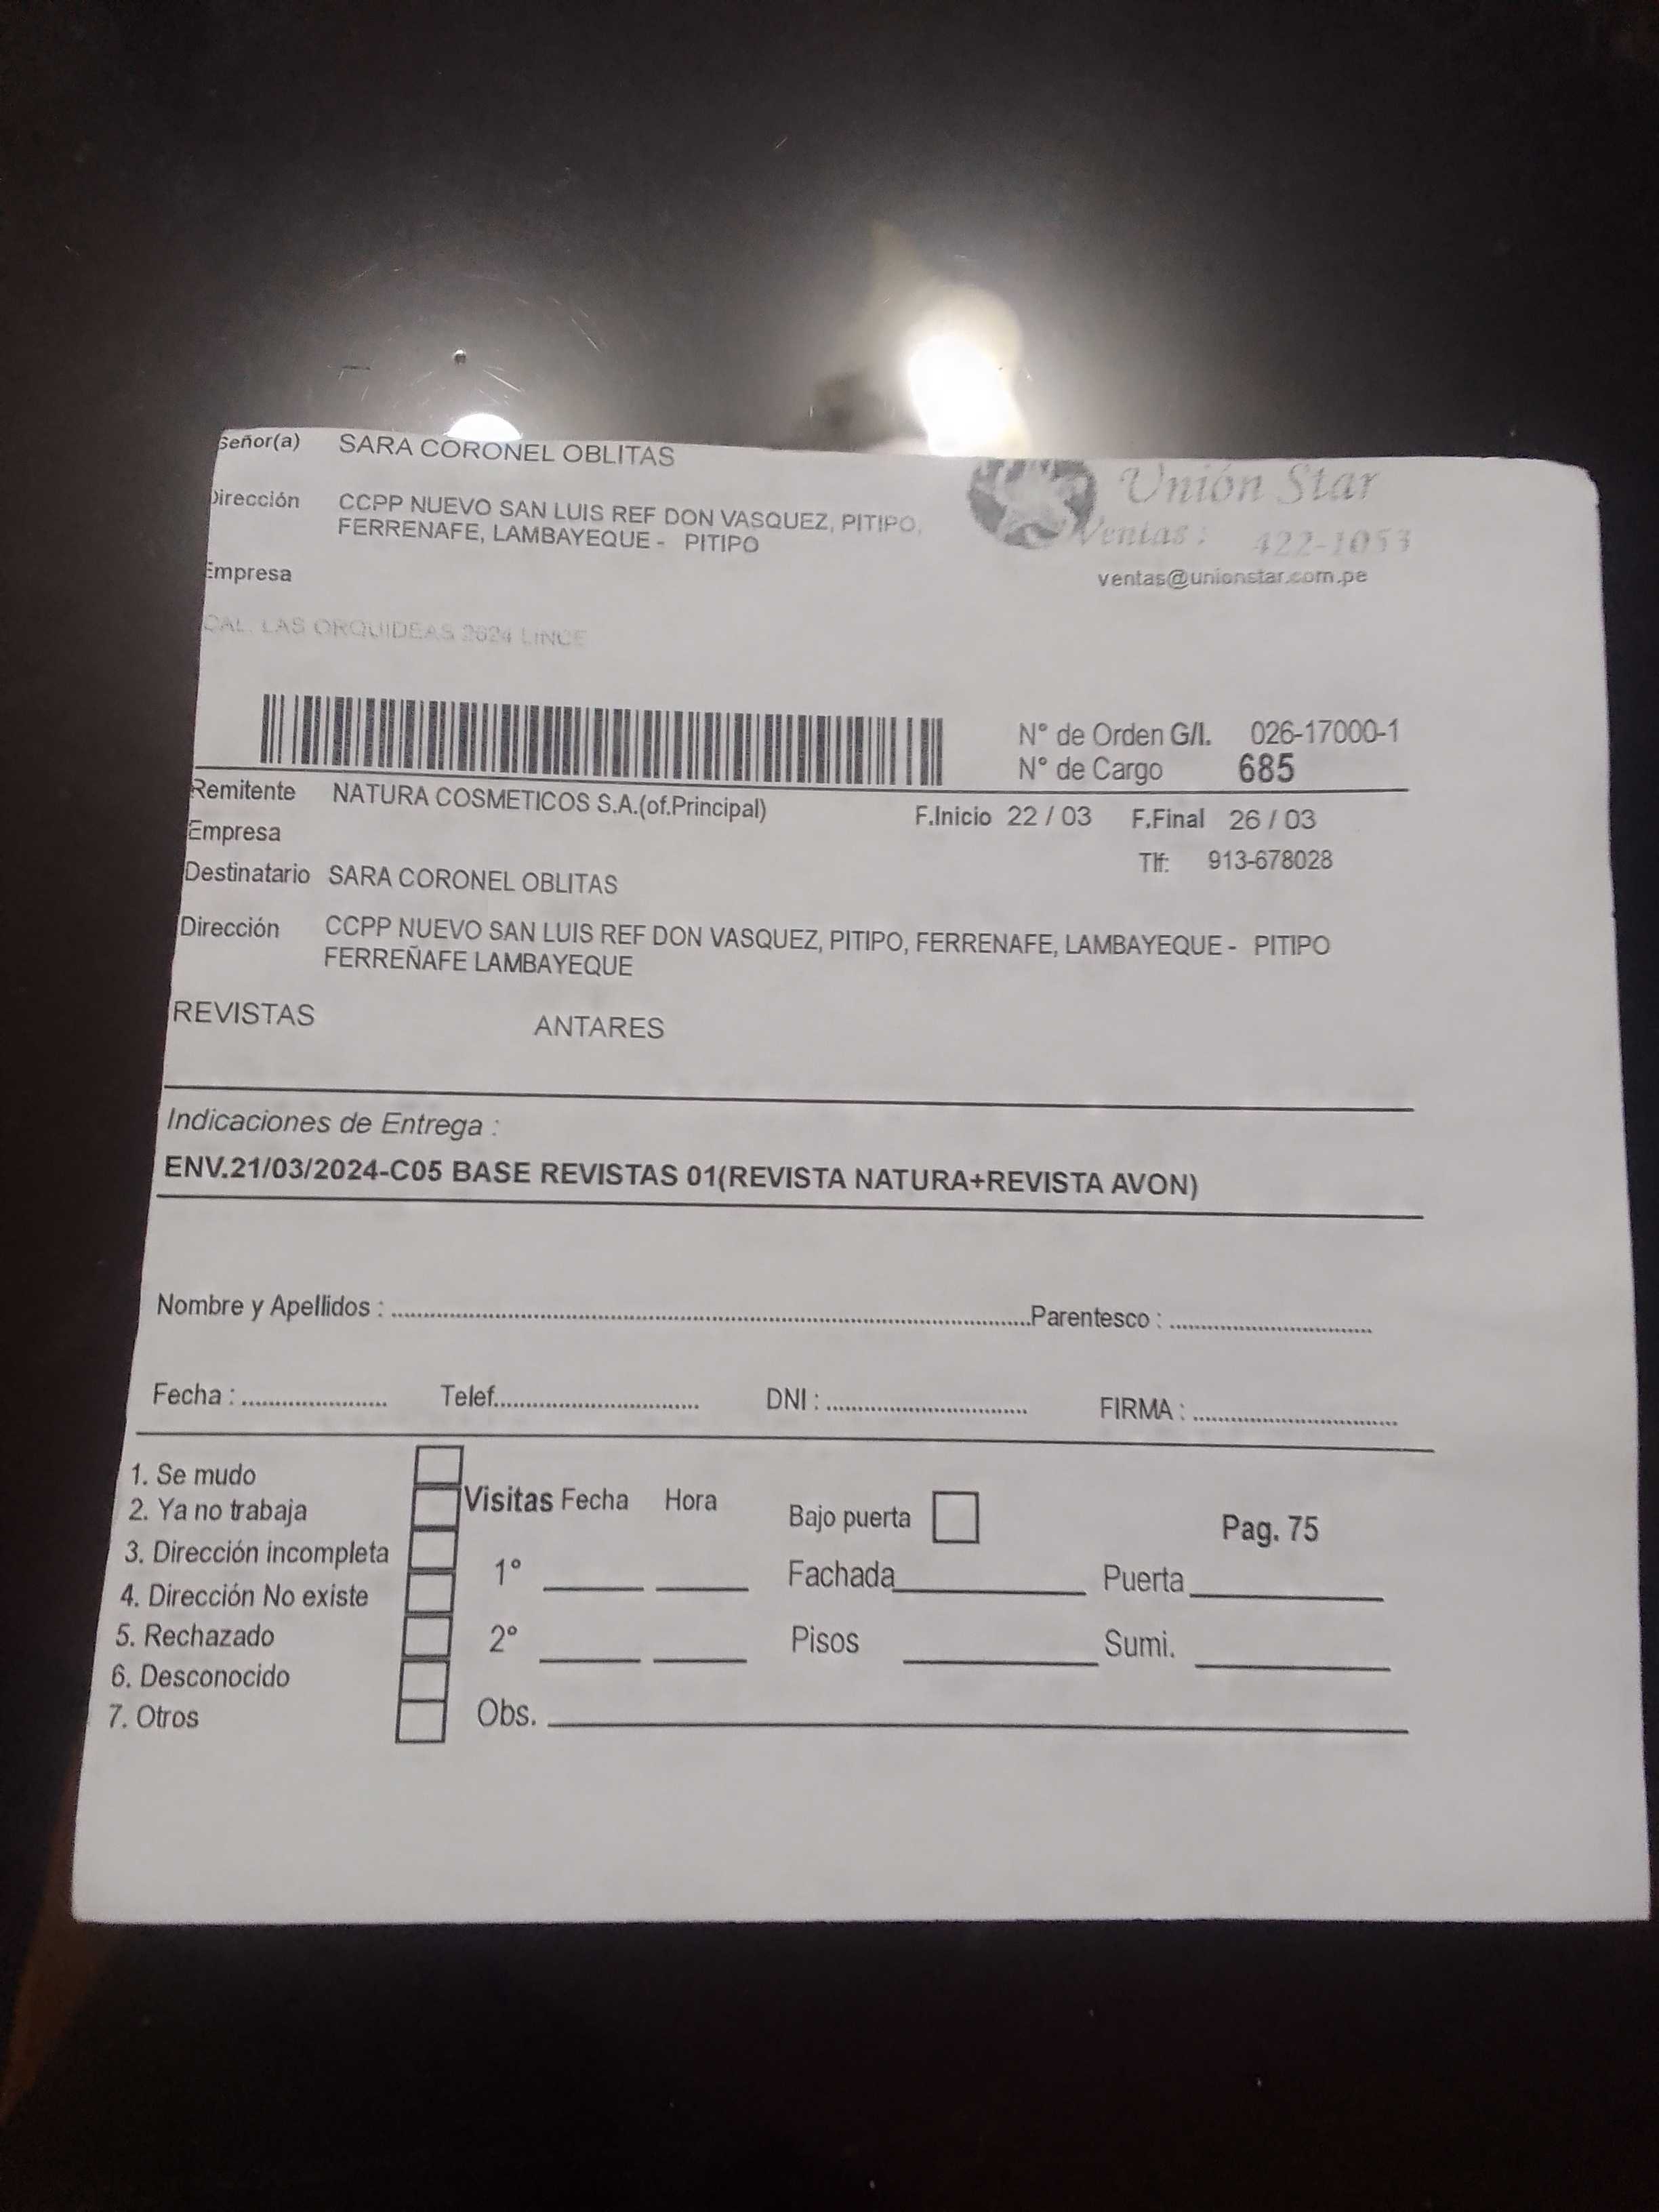 Señor(a) SARA CORONEL OBLITAS
Dirección CCPP NUEVO SAN LUIS REF DON VASQUEZ, PITIPO,
FERRENAFE, LAMBAYEQUE - PITIPO
Empresa
Unión Star
Ventas: 422-1053
ventas@unionstar.com.pe
CAL. LAS ORQUIDEAS 2624 LINCE
N° de Orden G/I. 026-17000-1
N° de Cargo 685
Remitente NATURA COSMETICOS S.A.(of.Principal) F.Inicio 22 / 03 F.Final 26 / 03
Empresa
Tlf: 913-678028
Destinatario SARA CORONEL OBLITAS
Dirección CCPP NUEVO SAN LUIS REF DON VASQUEZ, PITIPO, FERRENAFE, LAMBAYEQUE - PITIPO
FERREÑAFE LAMBAYEQUE
REVISTAS ANTARES
Indicaciones de Entrega :
ENV.21/03/2024-C05 BASE REVISTAS 01(REVISTA NATURA+REVISTA AVON)
Nombre y Apellidos : Parentesco :
Fecha : Telef. DNI : FIRMA :
1. Se mudo
2. Ya no trabaja
3. Dirección incompleta
4. Dirección No existe
5. Rechazado
6. Desconocido
7. Otros
Visitas Fecha Hora
1°
2°
Obs.
Bajo puerta Pag. 75
Fachada Puerta
Pisos Sumi.